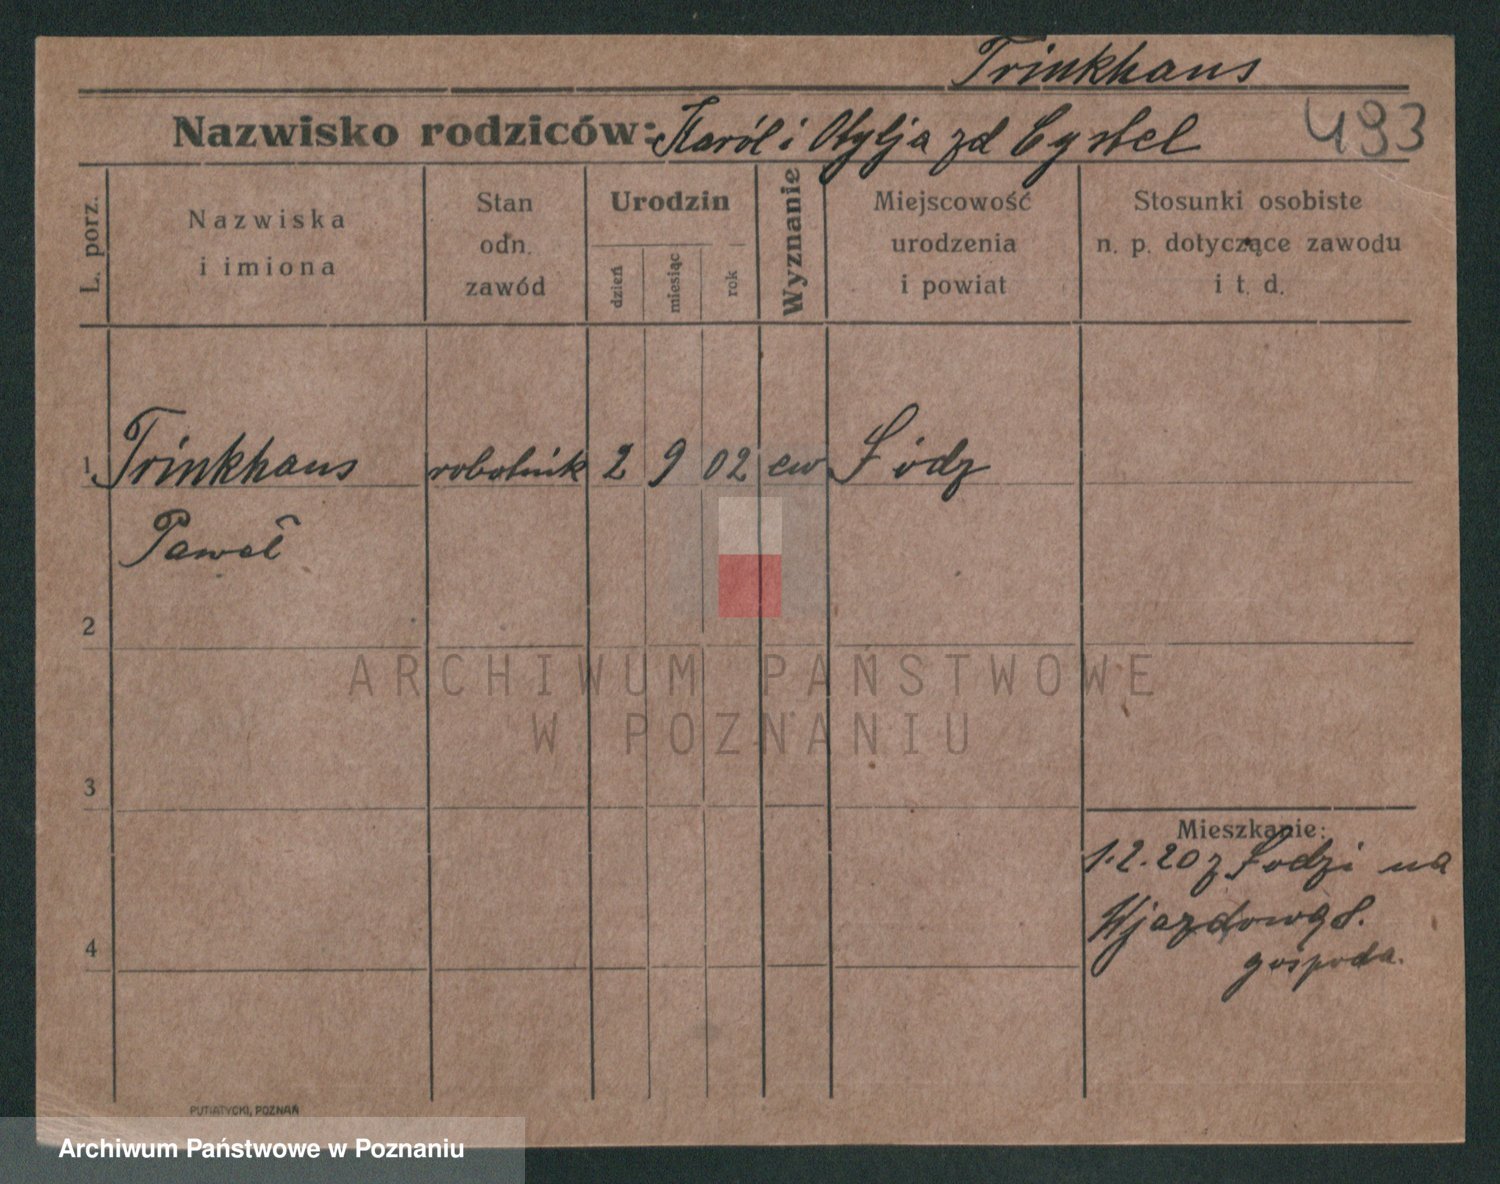 Trinkhaus
Nazwisko rodziców: Karól i Otylja zd
493
L. porz.
Nazwiska
i imiona
Stan
odn.
zawód
Urodzin
dzień
miesiąc
rok
Wyznanie
Miejscowość
urodzenia
i powiat
Stosunki osobiste
n. p. dotyczące zawodu
i t. d.
1 Trinkhaus robotnik 2 9 02 ew Łódz
Paweł
2
3
4
Mieszkanie:
1.2.20 z Łodzi na
Wjazdową 8.
gospoda.
PUTIATYCKI, POZNAŃ
ARCHIWUM PAŃSTWOWE
W POZNANIU
Archiwum Państwowe w Poznaniu